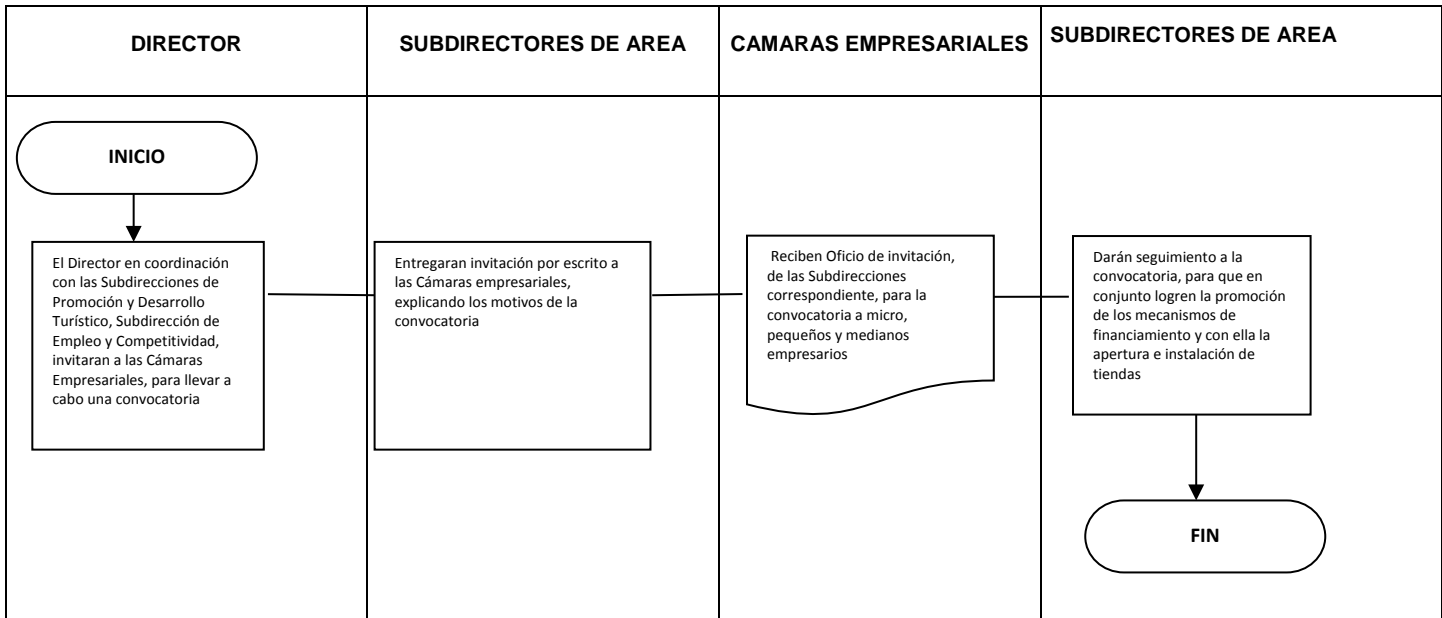 DIRECTOR
SUBDIRECTORES DE AREA
CAMARAS EMPRESARIALES
SUBDIRECTORES DE AREA
INICIO
El Director en coordinación
con las Subdirecciones de
Promoción y Desarrollo
Turístico, Subdirección de
Empleo y Competitividad,
invitaran a las Cámaras
Empresariales, para llevar a
cabo una convocatoria
Entregaran invitación por escrito a
las Cámaras empresariales,
explicando los motivos de la
convocatoria
Reciben Oficio de invitación,
de las Subdirecciones
correspondiente, para la
convocatoria a micro,
pequeños y medianos
empresarios
Darán seguimiento a la
convocatoria, para que en
conjunto logren la promoción
de los mecanismos de
financiamiento y con ella la
apertura e instalación de
tiendas
FIN